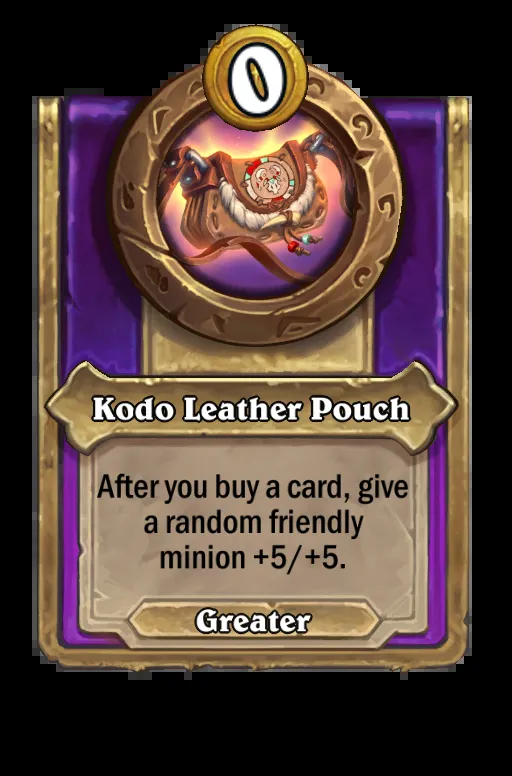 0
Kodo Leather Pouch
After you buy a card, give
a random friendly
minion +5/+5.
Greater